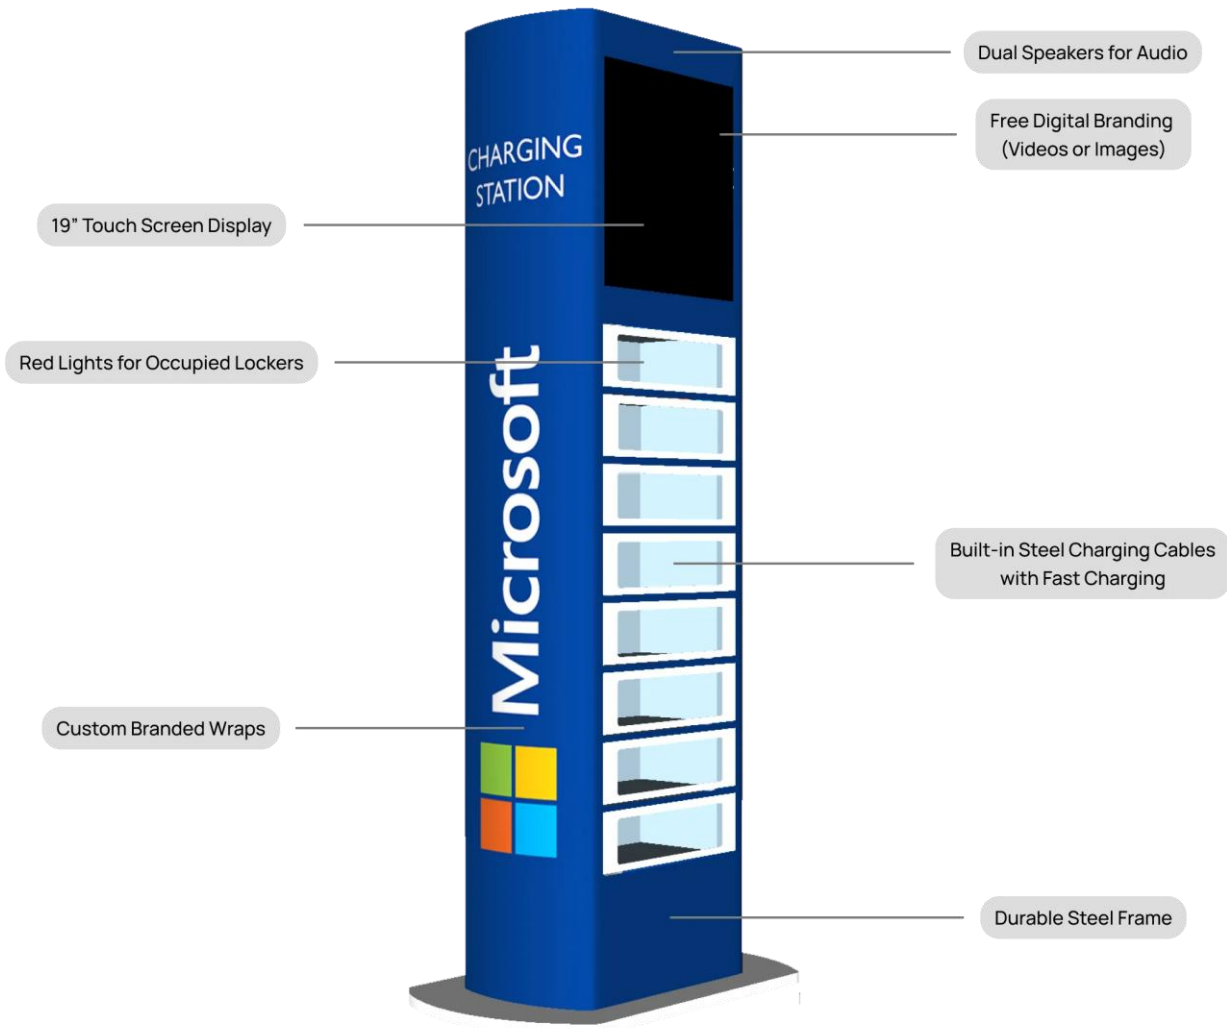 Dual Speakers for Audio
Free Digital Branding
(Videos or Images)
CHARGING
STATION
19” Touch Screen Display
Red Lights for Occupied Lockers
Microsoft
Built-in Steel Charging Cables
with Fast Charging
Custom Branded Wraps
Durable Steel Frame